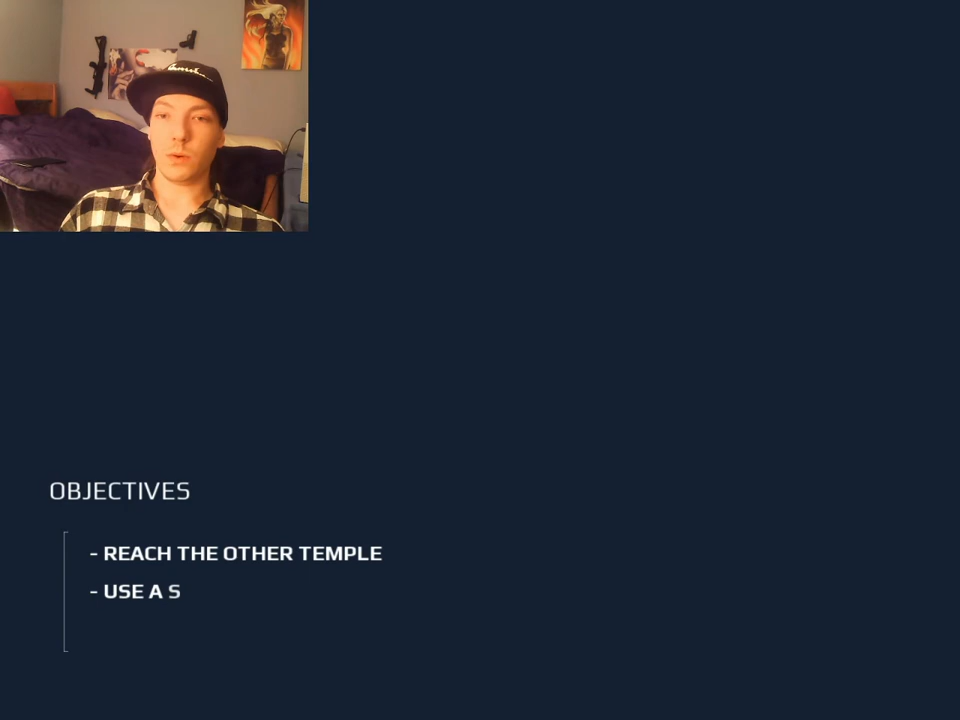 OBJECTIVES
- REACH THE OTHER TEMPLE
- USE A S